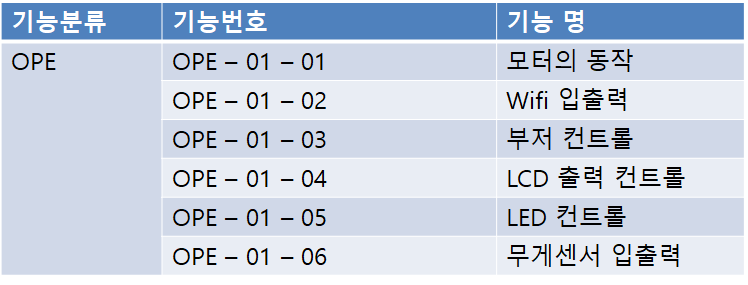 기능분류 기능번호 기능 명
OPE OPE – 01 – 01 모터의 동작
OPE – 01 – 02 Wifi 입출력
OPE – 01 – 03 부저 컨트롤
OPE – 01 – 04 LCD 출력 컨트롤
OPE – 01 – 05 LED 컨트롤
OPE – 01 – 06 무게센서 입출력